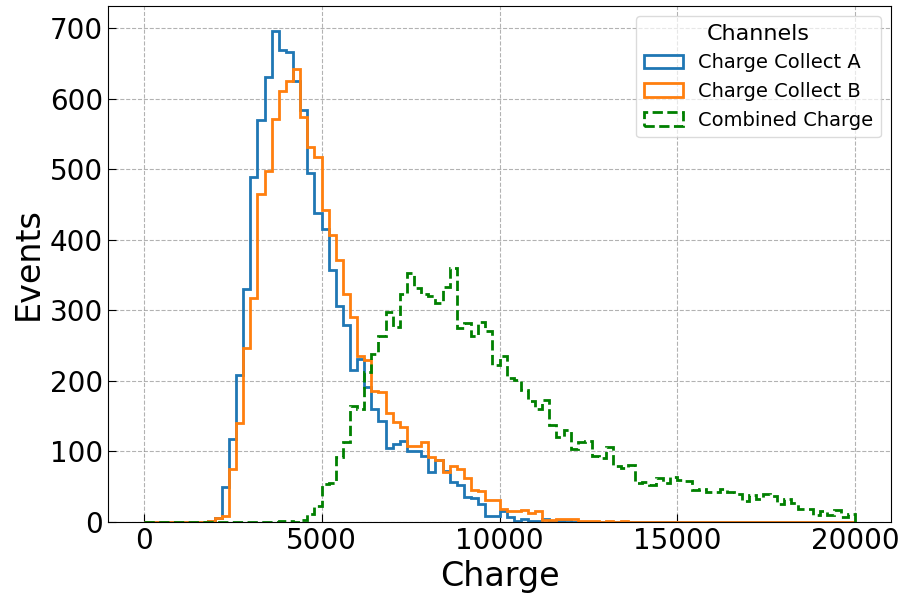 700
600
500
400
300
200
100
0
Events
Channels
Charge Collect A
Charge Collect B
Combined Charge
0 5000 10000 15000 20000
Charge